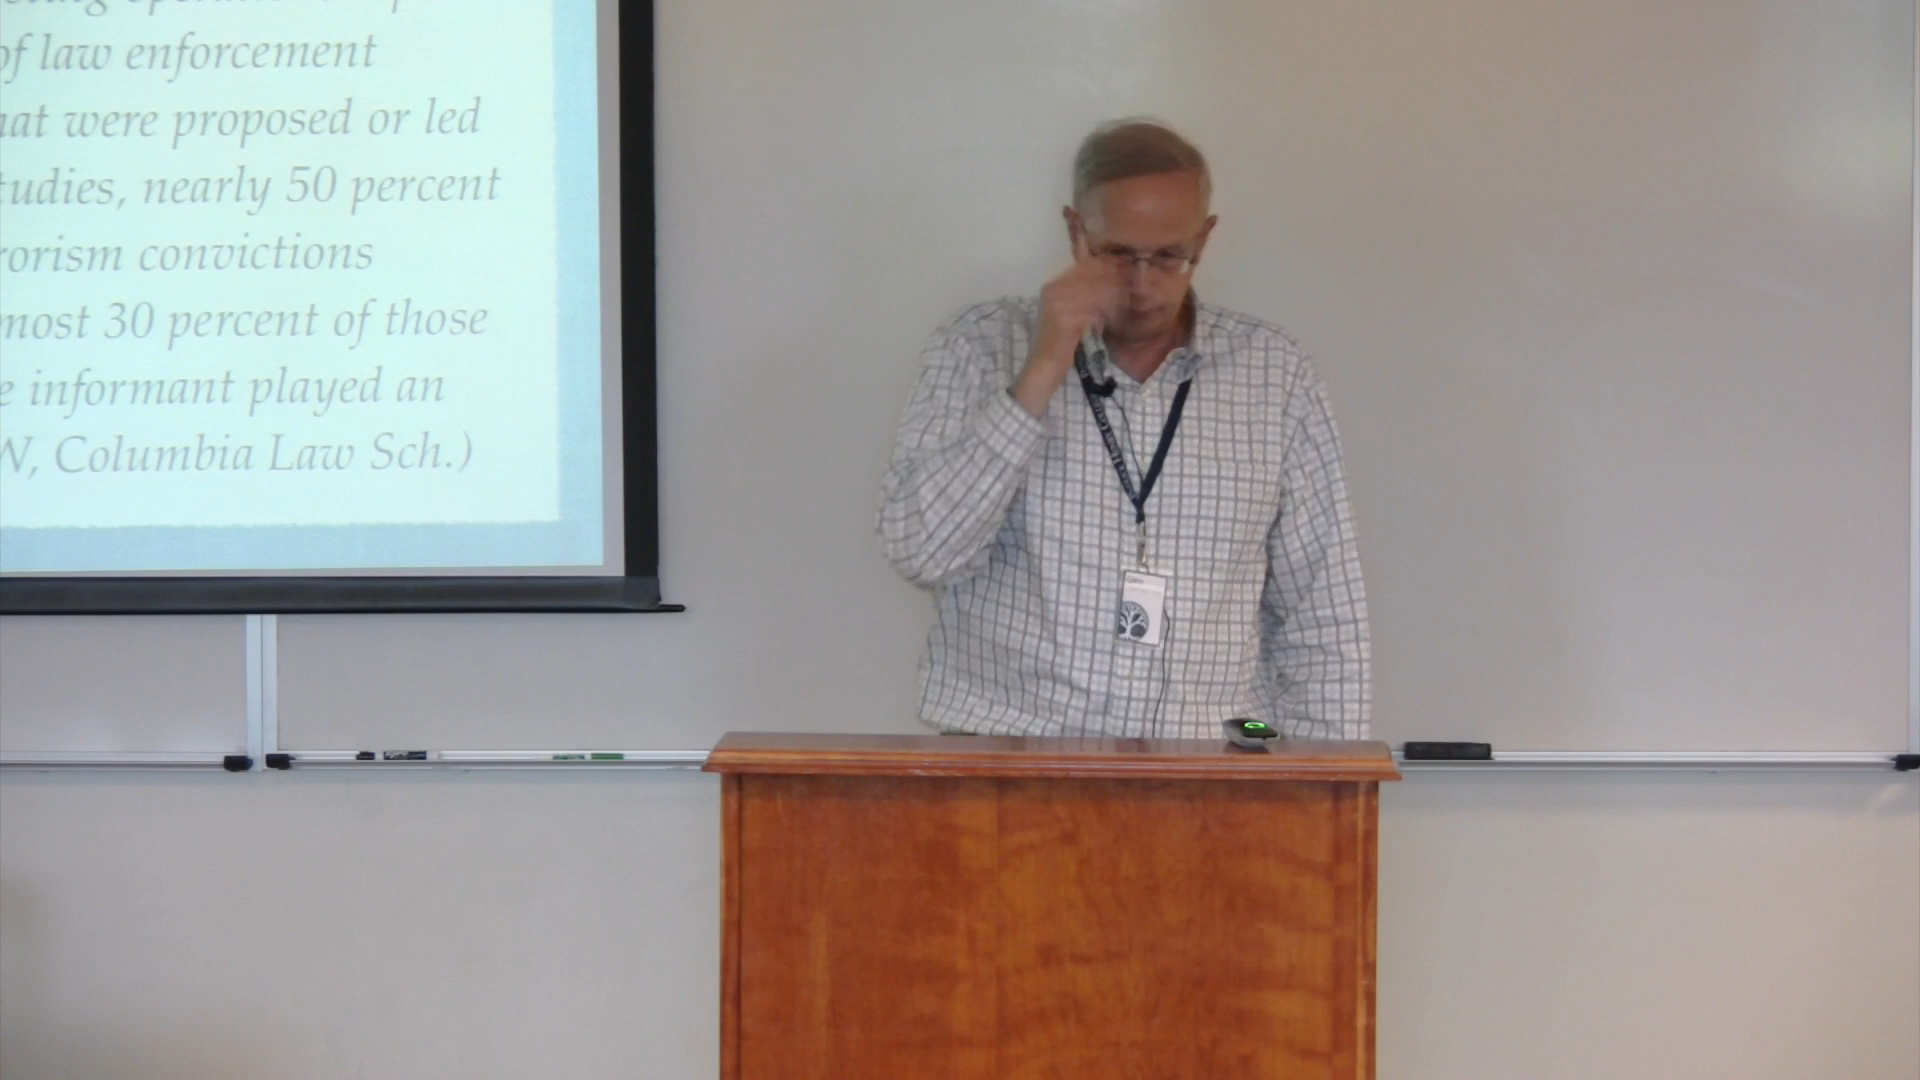 of law enforcement
hat were proposed or led
tudies, nearly 50 percent
rorism convictions
most 30 percent of those
e informant played an
W, Columbia Law Sch.)